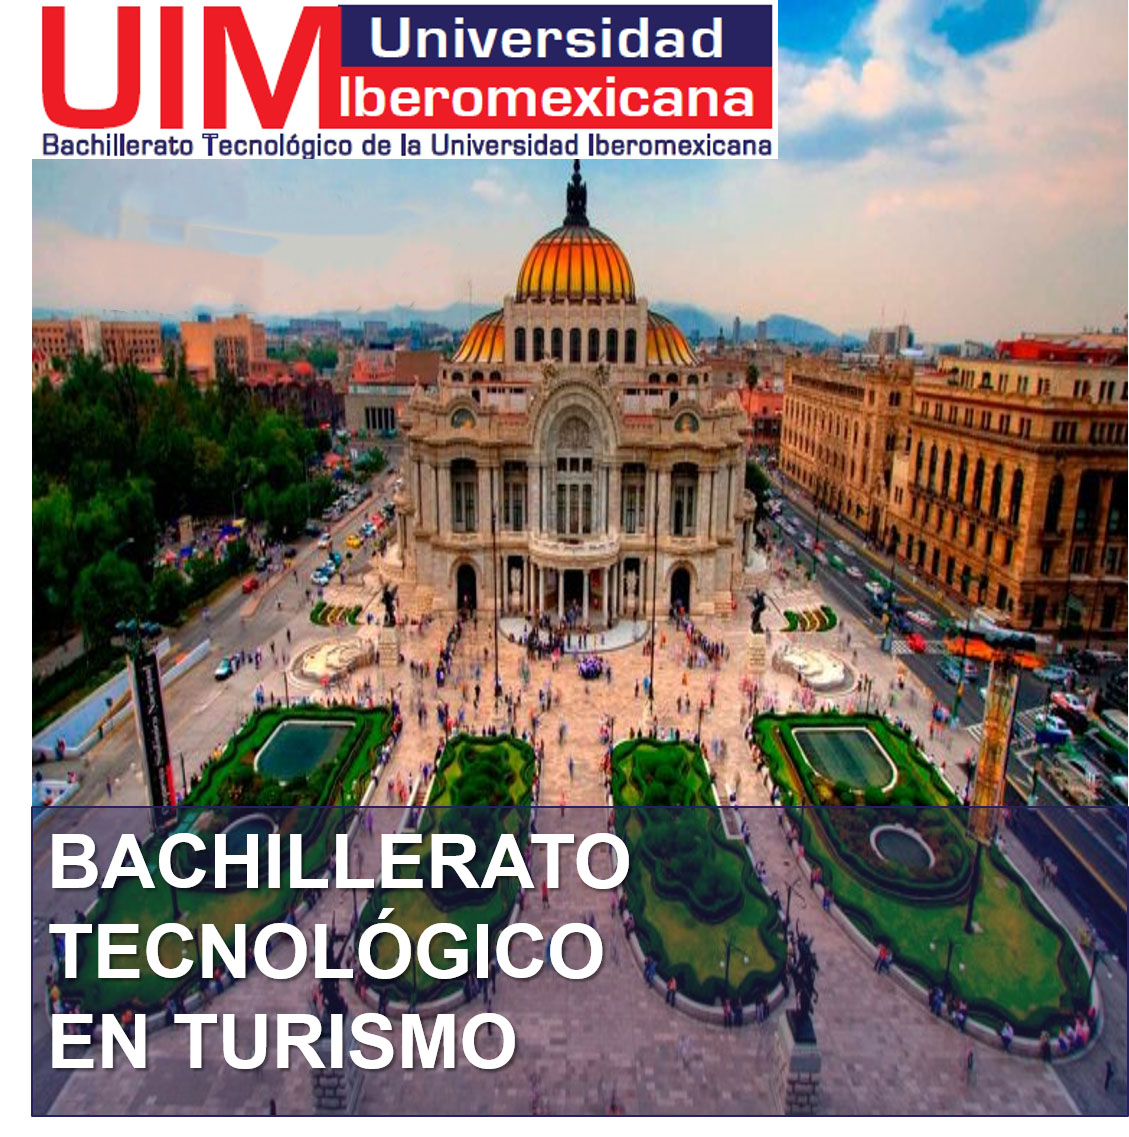 UIM Universidad
Iberomexicana
Bachillerato Tecnológico de la Universidad Iberomexicana
BACHILLERATO
TECNOLÓGICO
EN TURISMO